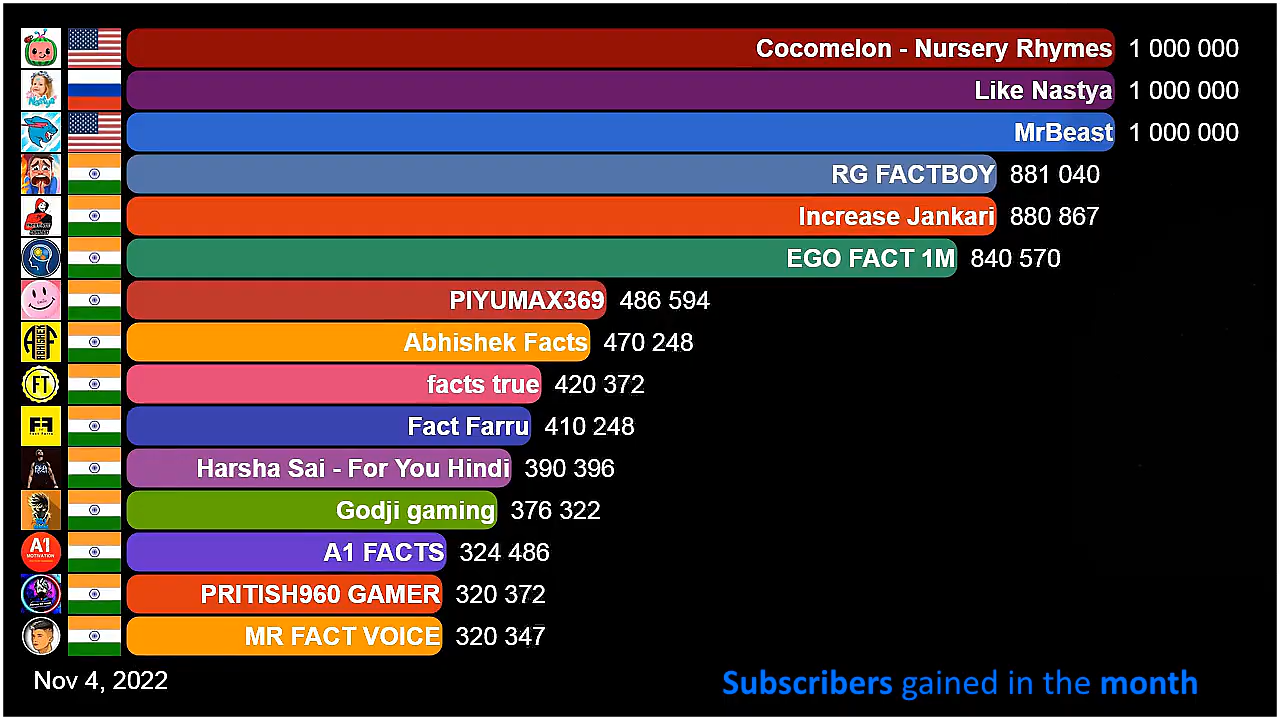 Cocomelon - Nursery Rhymes 1 000 000
Like Nastya 1 000 000
MrBeast 1 000 000
RG FACTBOY 881 040
Increase Jankari 880 867
EGO FACT 1M 840 570
PIYUMAX369 486 594
Abhishek Facts 470 248
FT facts true 420 372
Fact Farru 410 248
Harsha Sai - For You Hindi 390 396
Godji gaming 376 322
A1 MOTIVATION A1 FACTS 324 486
PRITISH960 GAMER 320 372
MR FACT VOICE 320 347
Nov 4, 2022
Subscribers gained in the month